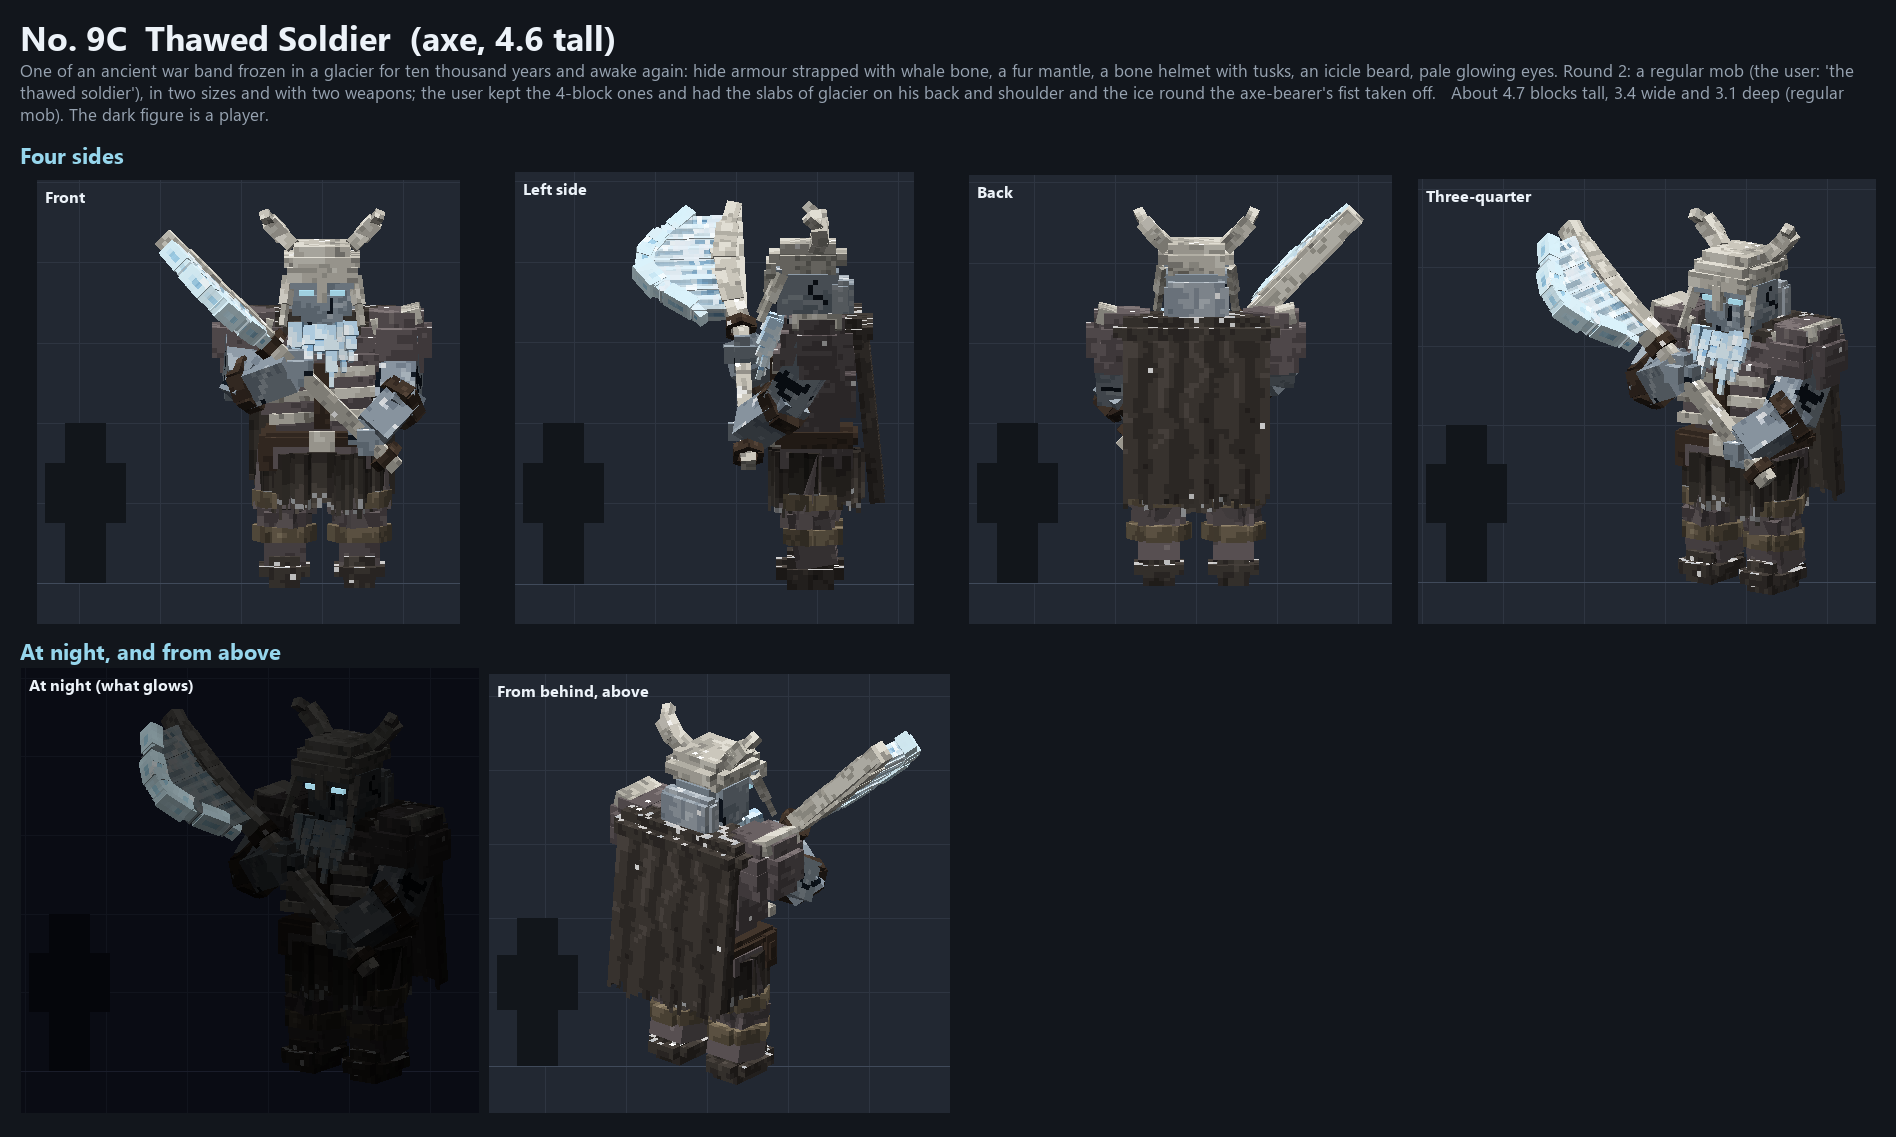 No. 9C  Thawed Soldier  (axe, 4.6 tall)
One of an ancient war band frozen in a glacier for ten thousand years and awake again: hide armour strapped with whale bone, a fur mantle, a bone helmet with tusks, an icicle beard, pale glowing eyes. Round 2: a regular mob (the user: 'the
thawed soldier'), in two sizes and with two weapons; the user kept the 4-block ones and had the slabs of glacier on his back and shoulder and the ice round the axe-bearer's fist taken off.   About 4.7 blocks tall, 3.4 wide and 3.1 deep (regular
mob). The dark figure is a player.
Four sides
Front
Left side
Back
Three-quarter
At night, and from above
At night (what glows)
From behind, above